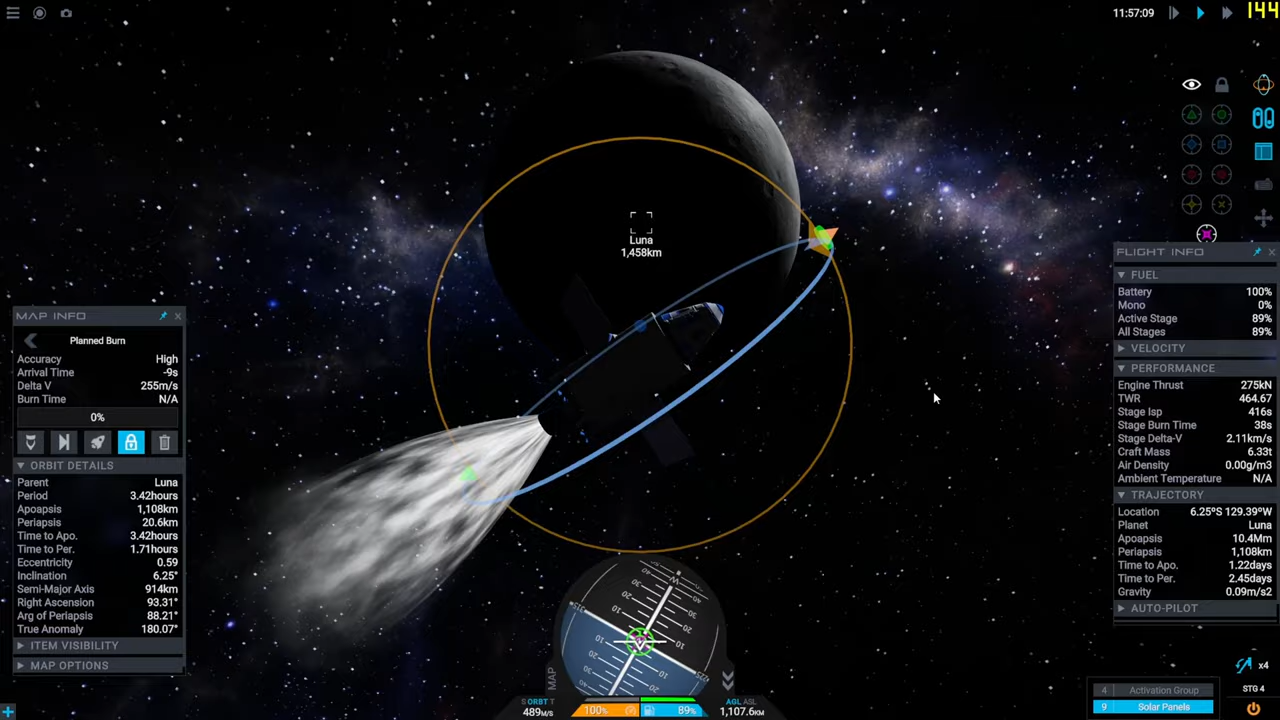 11:57:09
144
Luna
1,458km
MAP INFO
Planned Burn
Accuracy High
Arrival Time -9s
Delta V 255m/s
Burn Time N/A
0%
ORBIT DETAILS
Parent Luna
Period 3.42hours
Apoapsis 1,108km
Periapsis 20.6km
Time to Apo. 3.42hours
Time to Per. 1.71hours
Eccentricity 0.59
Inclination 6.25°
Semi-Major Axis 914km
Right Ascension 93.31°
Arg of Periapsis 88.21°
True Anomaly 180.07°
ITEM VISIBILITY
MAP OPTIONS
FLIGHT INFO
FUEL
Battery 100%
Mono 0%
Active Stage 89%
All Stages 89%
VELOCITY
PERFORMANCE
Engine Thrust 275kN
TWR 464.67
Stage Isp 416s
Stage Burn Time 38s
Stage Delta-V 2.11km/s
Craft Mass 6.33t
Air Density 0.00g/m3
Ambient Temperature N/A
TRAJECTORY
Location 6.25ºS 129.39ºW
Planet Luna
Apoapsis 10.4Mm
Periapsis 1,108km
Time to Apo. 1.22days
Time to Per. 2.45days
Gravity 0.09m/s2
AUTO-PILOT
x4
4 Activation Group
STG 4
9 Solar Panels
MAP
S ORBT T
489M/S
100%
89%
AGL ASL
1,107.6KM